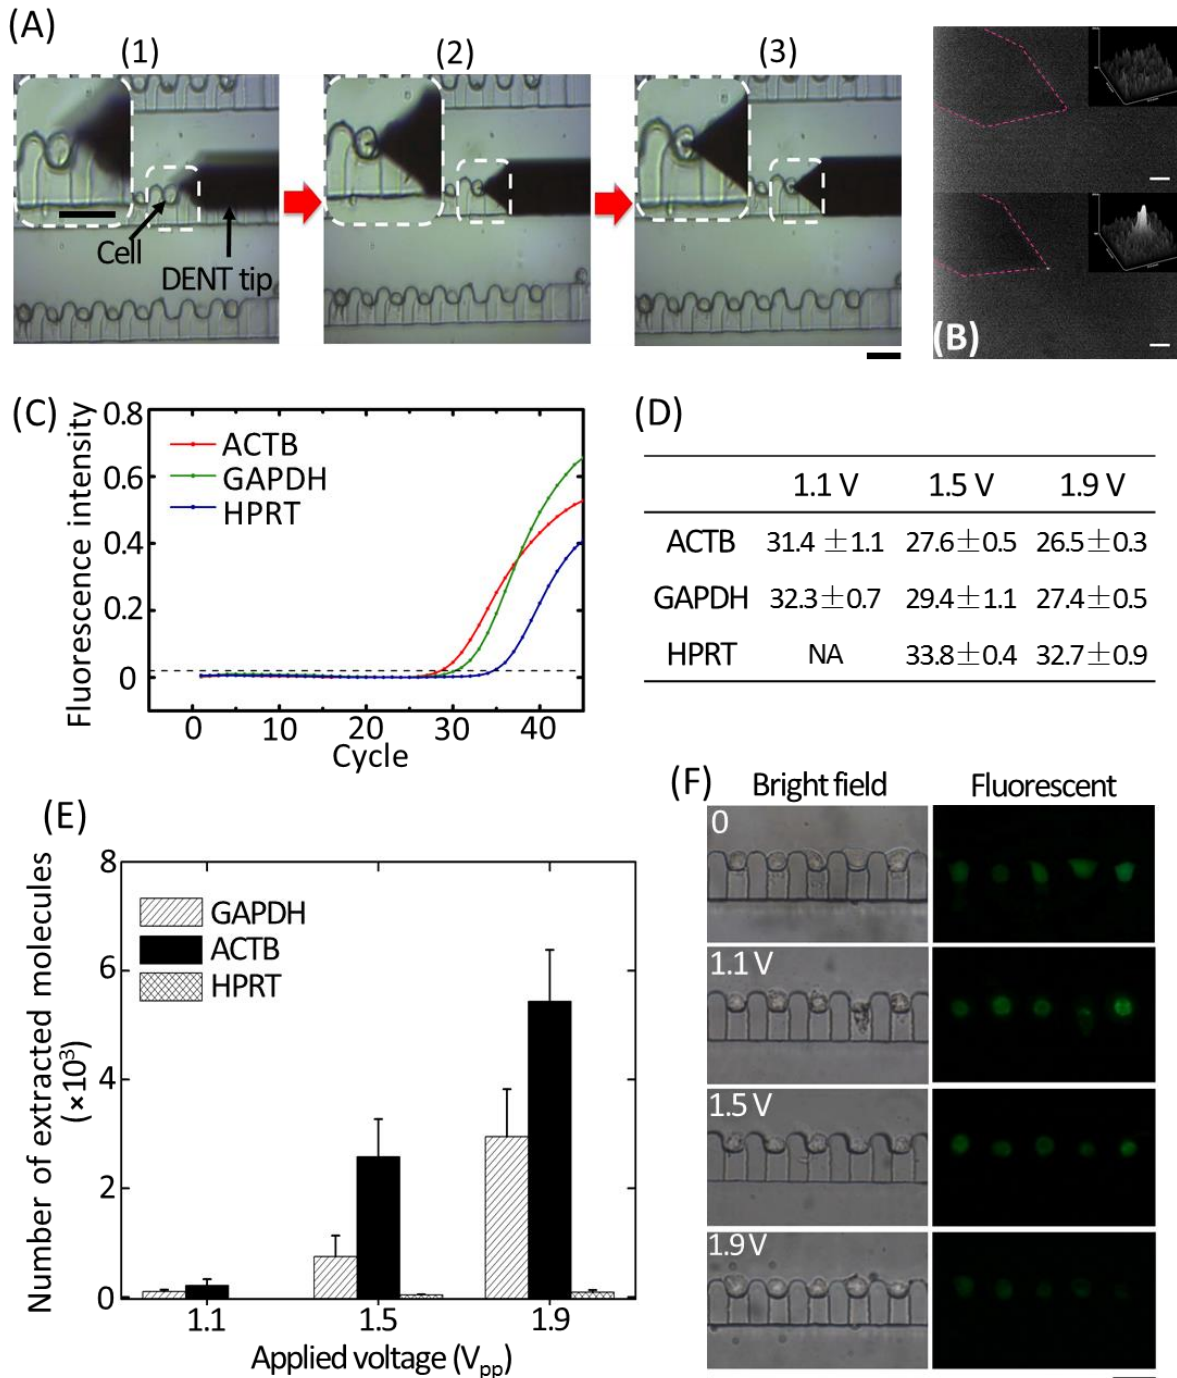 (A)
(1)
(2)
(3)
Cell
DENT tip
(B)
(C)
Fluorescence intensity
0.8
0.6
0.4
0.2
0
ACTB
GAPDH
HPRT
0 10 20 30 40
Cycle
(D)
1.1 V 1.5 V 1.9 V
ACTB 31.4 ±1.1 27.6±0.5 26.5±0.3
GAPDH 32.3±0.7 29.4±1.1 27.4±0.5
HPRT NA 33.8±0.4 32.7±0.9
(E)
Number of extracted molecules
(×10³)
8
6
4
2
0
GAPDH
ACTB
HPRT
1.1 1.5 1.9
Applied voltage (Vpp)
(F)
Bright field Fluorescent
0
1.1 V
1.5 V
1.9 V